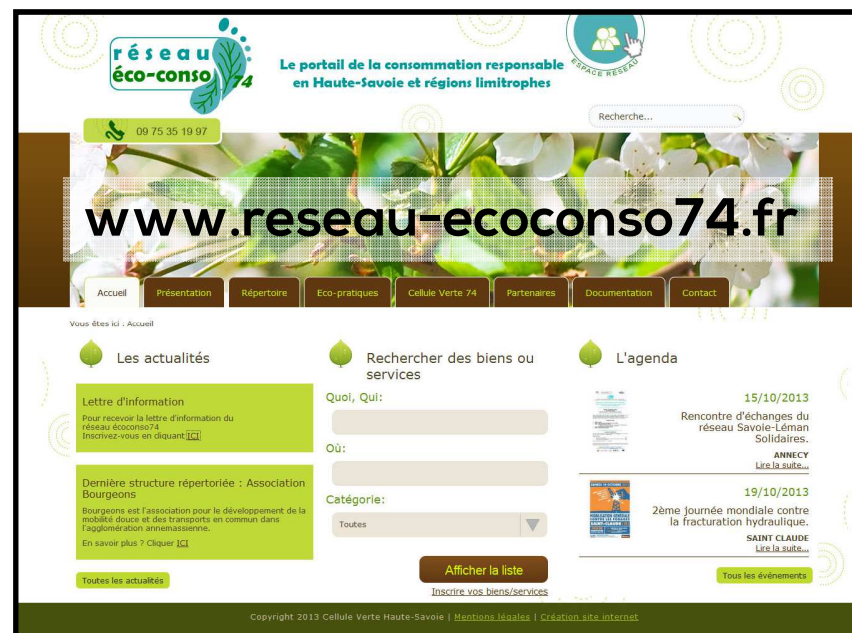 réseau
éco-conso
74
Le portail de la consommation responsable
en Haute-Savoie et régions limitrophes
ESPACE RESEAU
Recherche...
09 75 35 19 97
www.reseau-ecoconso74.fr
Accueil
Présentation
Répertoire
Eco-pratiques
Cellule Verte 74
Partenaires
Documentation
Contact
Vous êtes ici : Accueil
Les actualités
Lettre d'information
Pour recevoir la lettre d'information du
réseau écoconso74
Inscrivez-vous en cliquant ICI
Dernière structure répertoriée : Association
Bourgeons
Bourgeons est l'association pour le développement de la
mobilité douce et des transports en commun dans
l'agglomération annemassienne.
En savoir plus ? Cliquer ICI
Toutes les actualités
Rechercher des biens ou
services
Quoi, Qui:
Où:
Catégorie:
Toutes
Afficher la liste
Inscrire vos biens/services
L'agenda
15/10/2013
Rencontre d'échanges du
réseau Savoie-Léman
Solidaires.
ANNECY
Lire la suite...
19/10/2013
2ème journée mondiale contre
la fracturation hydraulique.
SAINT CLAUDE
Lire la suite...
Tous les événements
Copyright 2013 Cellule Verte Haute-Savoie | Mentions légales | Création site internet